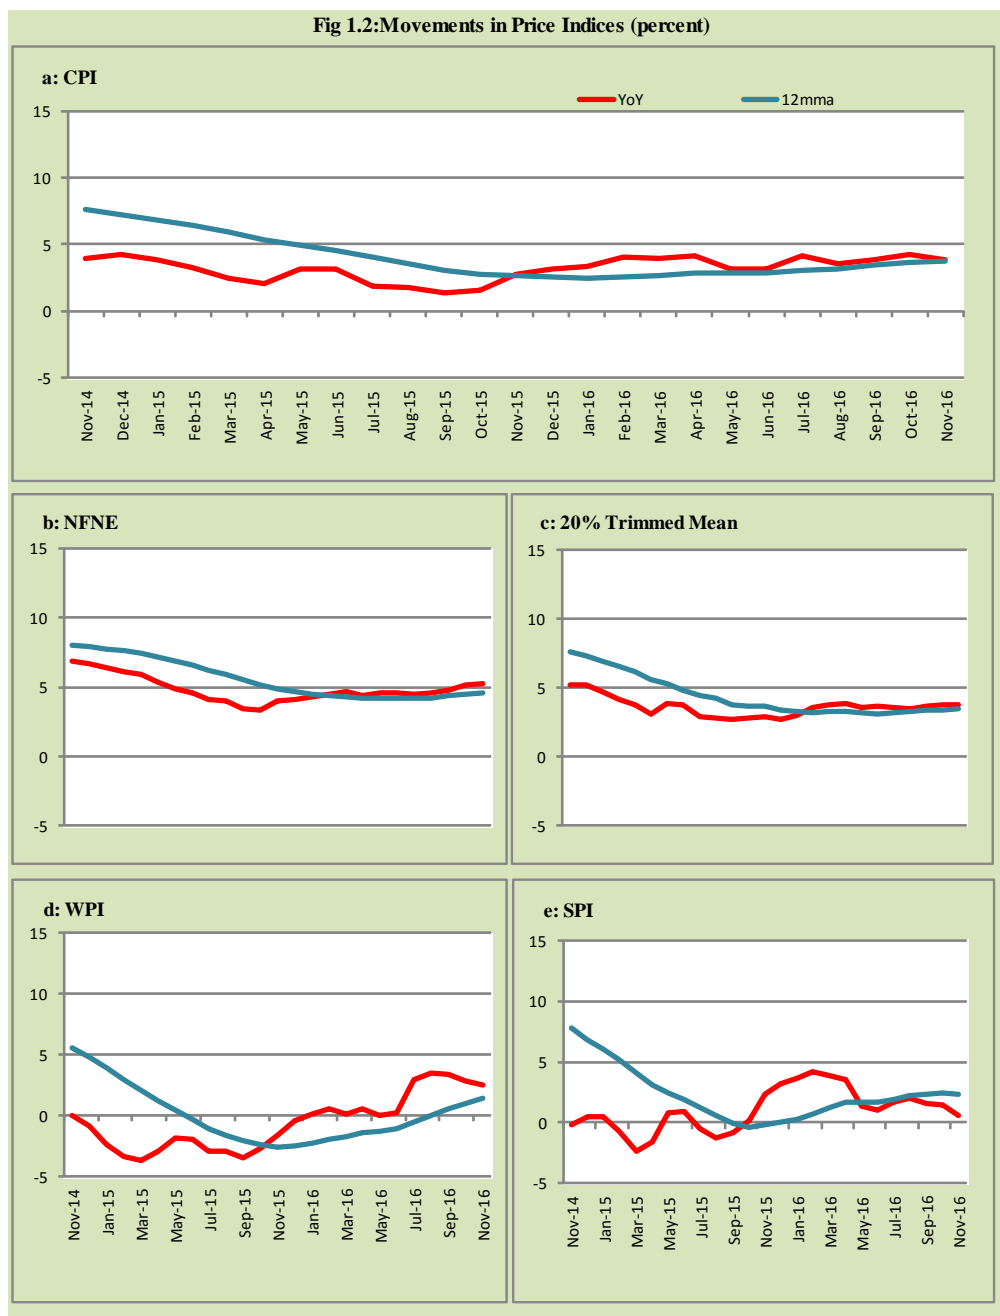 Fig 1.2:Movements in Price Indices (percent)
a: CPI
YoY 12mma
15
10
5
0
-5
Nov-14 Dec-14 Jan-15 Feb-15 Mar-15 Apr-15 May-15 Jun-15 Jul-15 Aug-15 Sep-15 Oct-15 Nov-15 Dec-15 Jan-16 Feb-16 Mar-16 Apr-16 May-16 Jun-16 Jul-16 Aug-16 Sep-16 Oct-16 Nov-16
b: NFNE
15
10
5
0
-5
c: 20% Trimmed Mean
15
10
5
0
-5
d: WPI
15
10
5
0
-5
Nov-14 Jan-15 Mar-15 May-15 Jul-15 Sep-15 Nov-15 Jan-16 Mar-16 May-16 Jul-16 Sep-16 Nov-16
e: SPI
15
10
5
0
-5
Nov-14 Jan-15 Mar-15 May-15 Jul-15 Sep-15 Nov-15 Jan-16 Mar-16 May-16 Jul-16 Sep-16 Nov-16